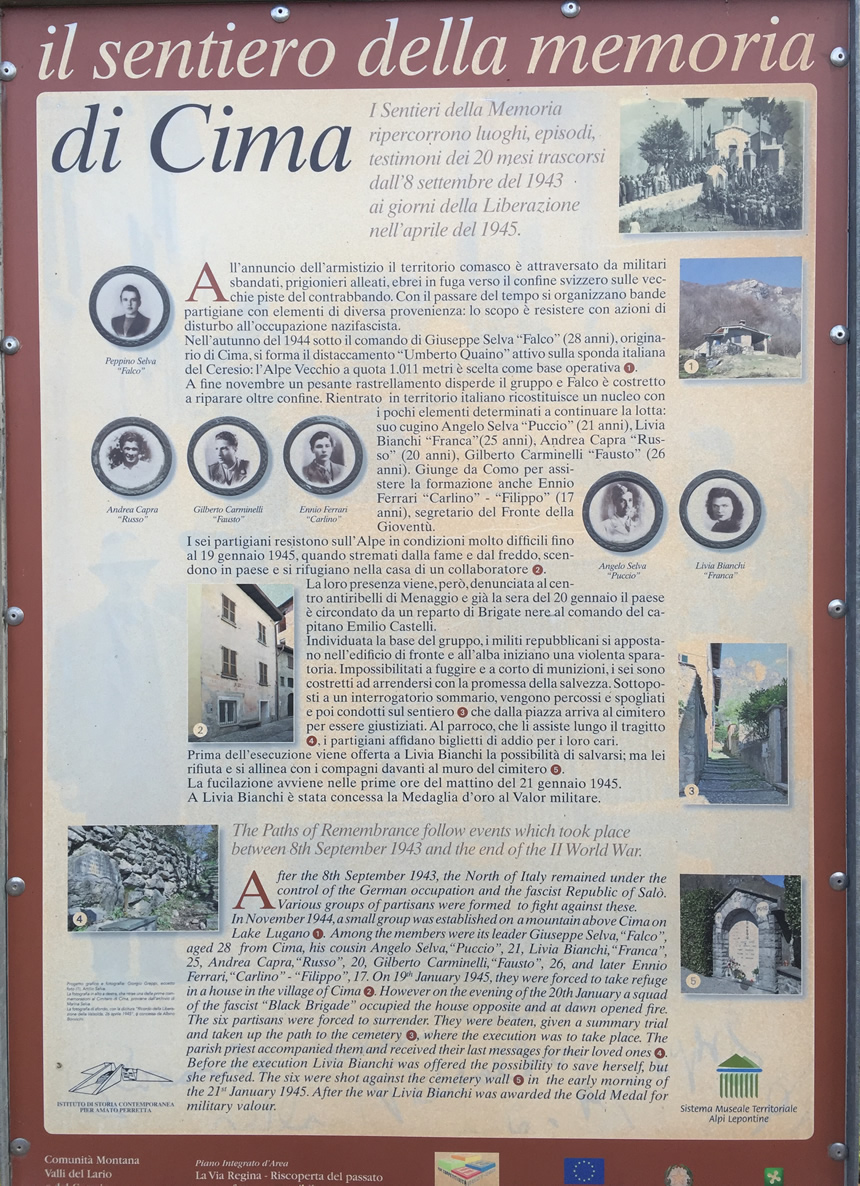 il sentiero della memoria
di Cima
I Sentieri della Memoria
ripercorrono luoghi, episodi,
testimoni dei 20 mesi trascorsi
dall'8 settembre del 1943
ai giorni della Liberazione
nell'aprile del 1945.
All'annuncio dell'armistizio il territorio comasco è attraversato da militari
sbandati, prigionieri alleati, ebrei in fuga verso il confine svizzero sulle vec-
chie piste del contrabbando. Con il passare del tempo si organizzano bande
partigiane con elementi di diversa provenienza: lo scopo è resistere con azioni di
disturbo all'occupazione nazifascista.
Nell'autunno del 1944 sotto il comando di Giuseppe Selva "Falco" (28 anni), origina-
rio di Cima, si forma il distaccamento "Umberto Quaino" attivo sulla sponda italiana
del Ceresio: l'Alpe Vecchio a quota 1.011 metri è scelta come base operativa 1.
A fine novembre un pesante rastrellamento disperde il gruppo e Falco è costretto
a riparare oltre confine. Rientrato in territorio italiano ricostituisce un nucleo con
i pochi elementi determinati a continuare la lotta:
suo cugino Angelo Selva "Puccio" (21 anni), Livia
Bianchi "Franca"(25 anni), Andrea Capra "Rus-
so" (20 anni), Gilberto Carminelli "Fausto" (26
anni). Giunge da Como per assi-
stere la formazione anche Ennio
Ferrari "Carlino" - "Filippo" (17
anni), segretario del Fronte della
Gioventù.
I sei partigiani resistono sull'Alpe in condizioni molto difficili fino
al 19 gennaio 1945, quando stremati dalla fame e dal freddo, scen-
dono in paese e si rifugiano nella casa di un collaboratore 2.
La loro presenza viene, però, denunciata al cen-
tro antiribelli di Menaggio e già la sera del 20 gennaio il paese
è circondato da un reparto di Brigate nere al comando del ca-
pitano Emilio Castelli.
Individuata la base del gruppo, i militi repubblicani si apposta-
no nell'edificio di fronte e all'alba iniziano una violenta spara-
toria. Impossibilitati a fuggire e a corto di munizioni, i sei sono
costretti ad arrendersi con la promessa della salvezza. Sottopo-
sti a un interrogatorio sommario, vengono percossi e spogliati
e poi condotti sul sentiero 3 che dalla piazza arriva al cimitero
per essere giustiziati. Al parroco, che li assiste lungo il tragitto
4, i partigiani affidano biglietti di addio per i loro cari.
Prima dell'esecuzione viene offerta a Livia Bianchi la possibilità di salvarsi; ma lei
rifiuta e si allinea con i compagni davanti al muro del cimitero 5.
La fucilazione avviene nelle prime ore del mattino del 21 gennaio 1945.
A Livia Bianchi è stata concessa la Medaglia d'oro al Valor militare.
Peppino Selva
"Falco"
Andrea Capra
"Russo"
Gilberto Carminelli
"Fausto"
Ennio Ferrari
"Carlino"
Angelo Selva
"Puccio"
Livia Bianchi
"Franca"
1
2
3
4
5
The Paths of Remembrance follow events which took place
between 8th September 1943 and the end of the II World War.
After the 8th September 1943, the North of Italy remained under the
control of the German occupation and the fascist Republic of Salò.
Various groups of partisans were formed to fight against these.
In November 1944, a small group was established on a mountain above Cima on
Lake Lugano 1. Among the members were its leader Giuseppe Selva, "Falco",
aged 28 from Cima, his cousin Angelo Selva, "Puccio", 21, Livia Bianchi, "Franca",
25, Andrea Capra, "Russo", 20, Gilberto Carminelli, "Fausto", 26, and later Ennio
Ferrari, "Carlino" - "Filippo", 17. On 19th January 1945, they were forced to take refuge
in a house in the village of Cima 2. However on the evening of the 20th January a squad
of the fascist "Black Brigade" occupied the house opposite and at dawn opened fire.
The six partisans were forced to surrender. They were beaten, given a summary trial
and taken up the path to the cemetery 3, where the execution was to take place. The
parish priest accompanied them and received their last messages for their loved ones 4.
Before the execution Livia Bianchi was offered the possibility to save herself, but
she refused. The six were shot against the cemetery wall 5 in the early morning of
the 21st January 1945. After the war Livia Bianchi was awarded the Gold Medal for
military valour.
ISTITUTO DI STORIA CONTEMPORANEA
PIER AMATO PERRETTA
Sistema Museale Territoriale
Alpi Lepontine
Comunità Montana
Valli del Lario
Piano Integrato d'Area
La Via Regina - Riscoperta del passato